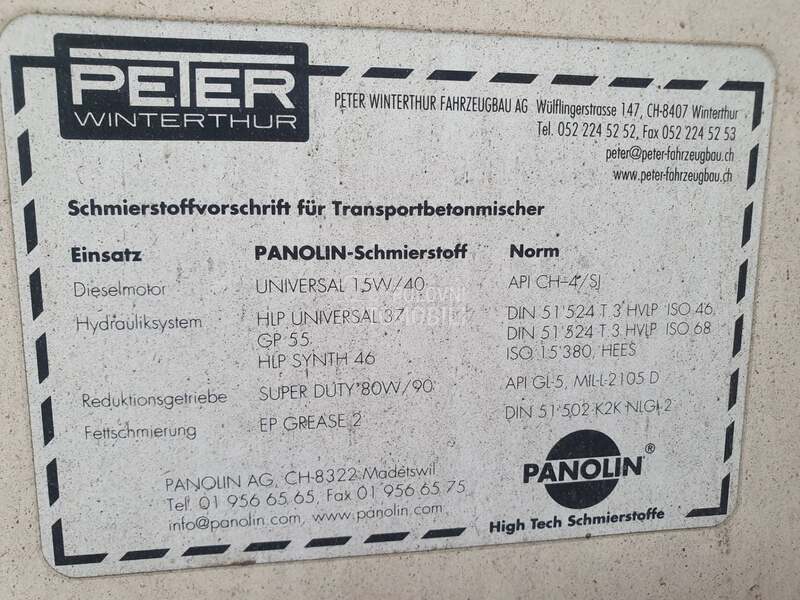 PETER
WINTERTHUR
PETER WINTERTHUR FAHRZEUGBAU AG Wülflingerstrasse 147, CH-8407 Winterthur
Tel. 052 224 52 52, Fax 052 224 52 53
peter@peter-fahrzeugbau.ch
www.peter-fahrzeugbau.ch
Schmierstoffvorschrift für Transportbetonmischer
Einsatz PANOLIN-Schmierstoff Norm
Dieselmotor UNIVERSAL 15W/40 API CH-4/SJ
Hydrauliksystem HLP UNIVERSAL 37 DIN 51'524 T.3 HVLP ISO 46,
GP 55 DIN 51'524 T.3 HVLP ISO 68
HLP SYNTH 46 ISO 15'380, HEES
Reduktionsgetriebe SUPER DUTY 80W/90 API GL-5, MIL-L-2105 D
Fettschmierung EP GREASE 2 DIN 51'502 K2K NLGI 2
PANOLIN AG, CH-8322 Madetswil
Tel. 01 956 65 65, Fax 01 956 65 75
info@panolin.com, www.panolin.com
PANOLIN®
High Tech Schmierstoffe